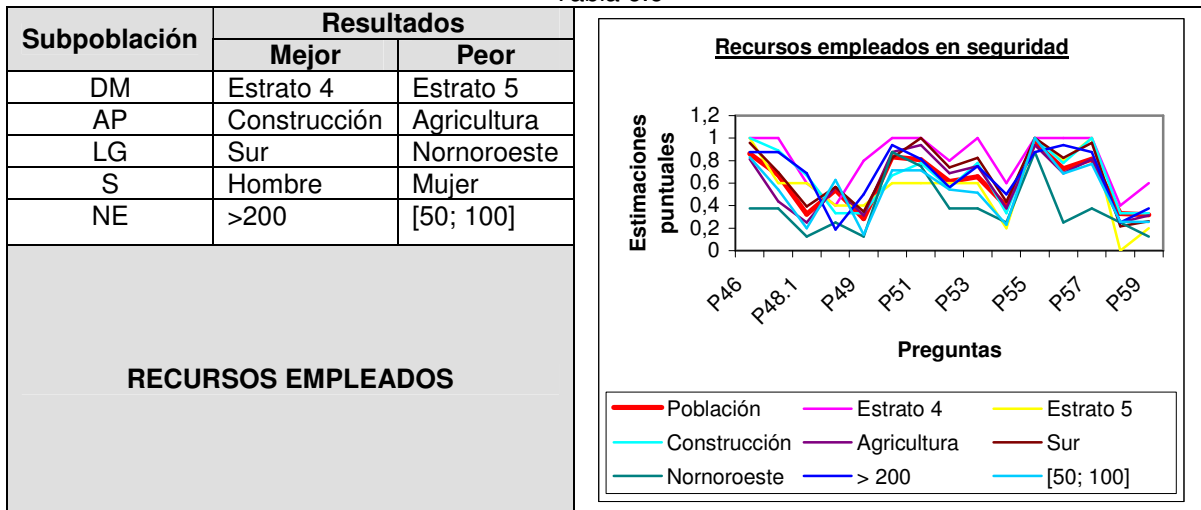 Subpoblación Resultados
Mejor Peor
DM Estrato 4 Estrato 5
AP Construcción Agricultura
LG Sur Nornoroeste
S Hombre Mujer
NE >200 [50; 100]
RECURSOS EMPLEADOS
Recursos empleados en seguridad
Estimaciones
puntuales
1,2
1
0,8
0,6
0,4
0,2
0
P46 P48.1 P49 P51 P53 P55 P57 P59
Preguntas
Población Estrato 4 Estrato 5
Construcción Agricultura Sur
Nornoroeste > 200 [50; 100]